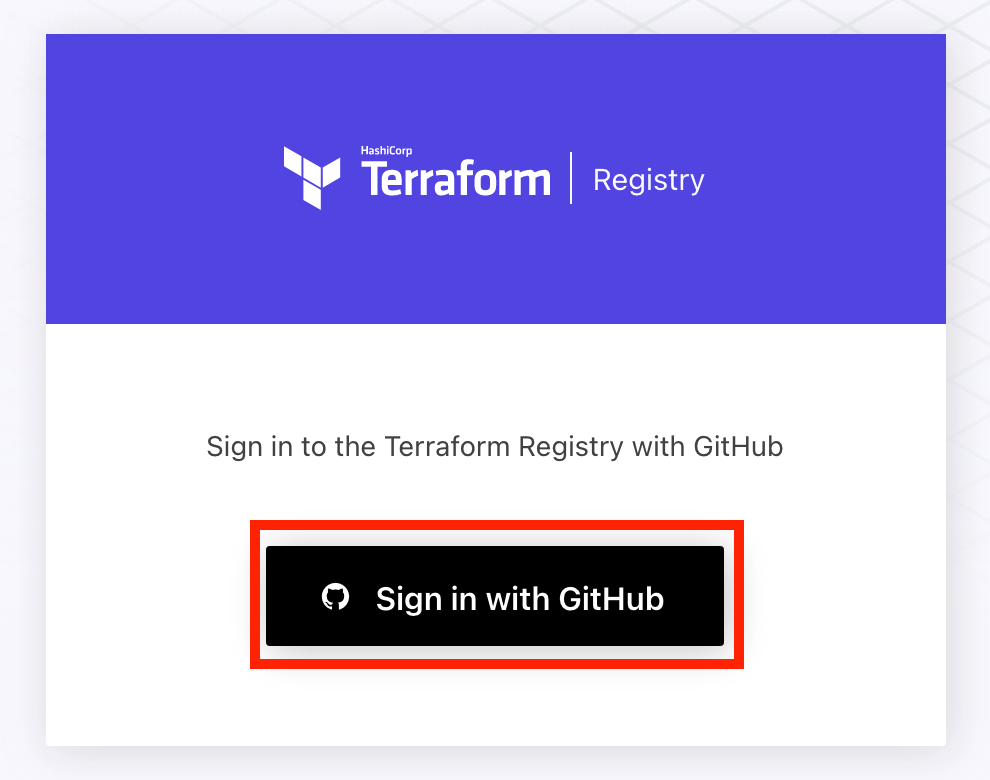 HashiCorp
Terraform | Registry
Sign in to the Terraform Registry with GitHub
Sign in with GitHub